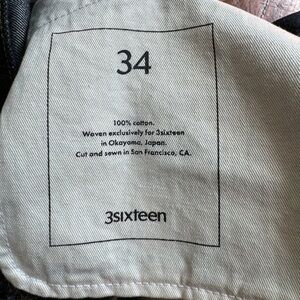 34
100% cotton.
Woven exclusively for 3sixteen
in Okayama, Japan.
Cut and sewn in San Francisco, CA.
3sixteen